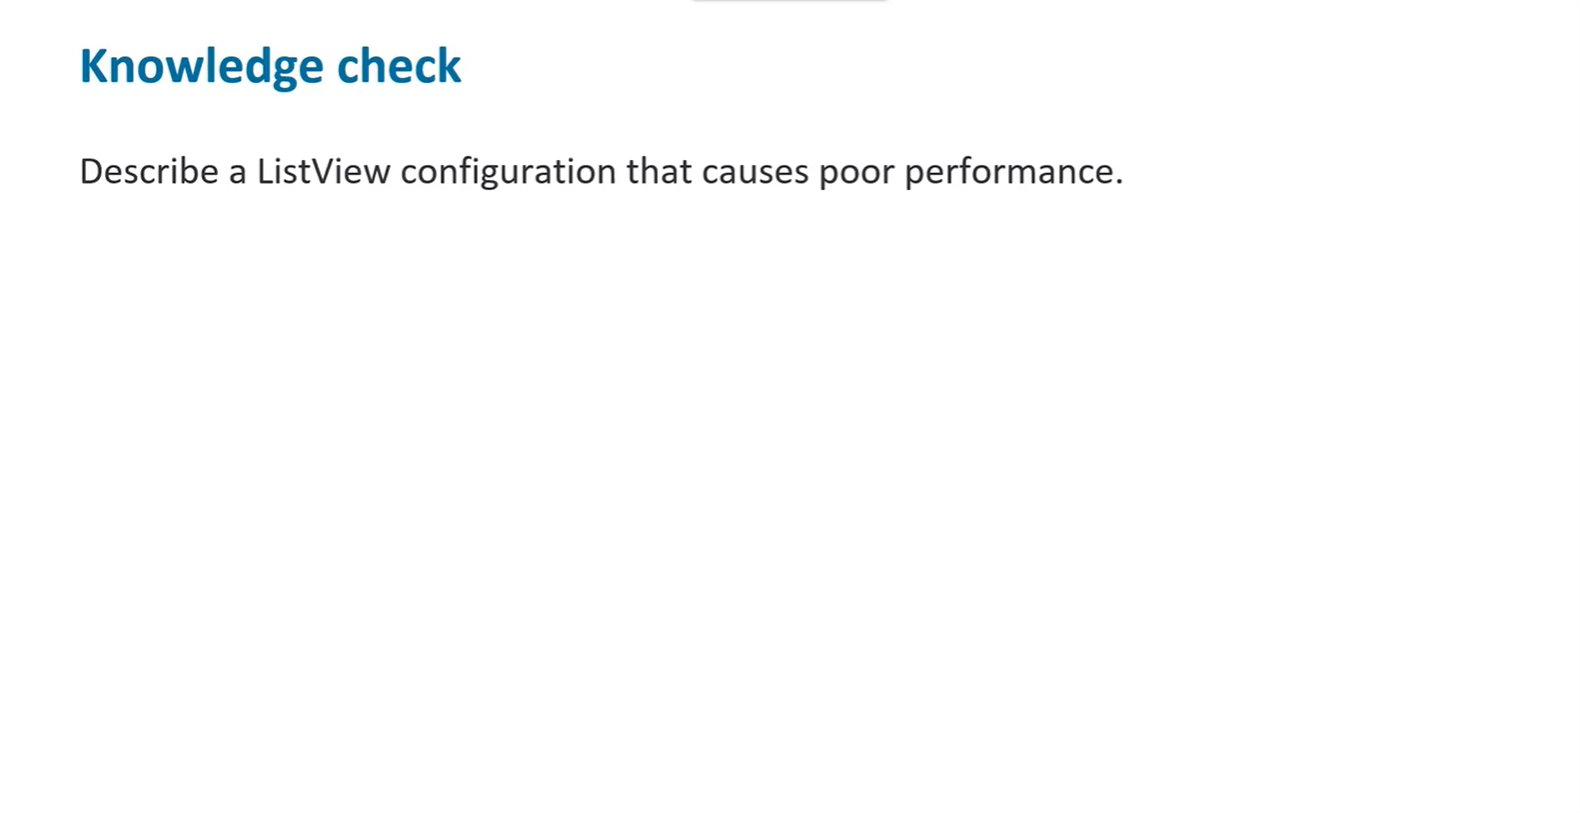 Knowledge check
Describe a ListView configuration that causes poor performance.